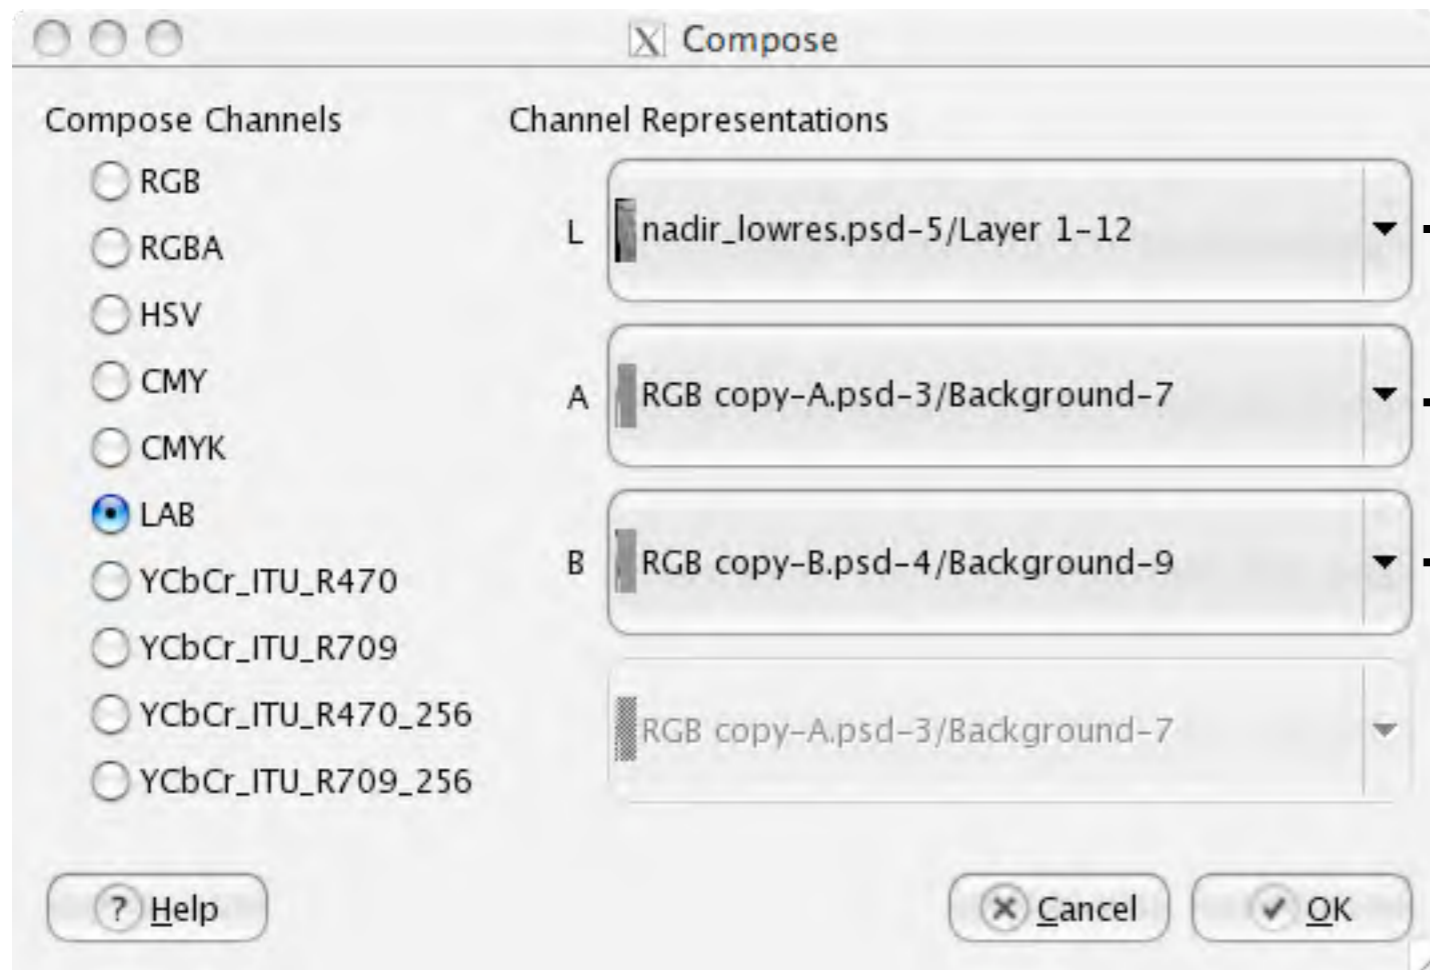 Compose
Compose Channels
RGB
RGBA
HSV
CMY
CMYK
LAB
YCbCr_ITU_R470
YCbCr_ITU_R709
YCbCr_ITU_R470_256
YCbCr_ITU_R709_256
Channel Representations
L nadir_lowres.psd-5/Layer 1-12
A RGB copy-A.psd-3/Background-7
B RGB copy-B.psd-4/Background-9
RGB copy-A.psd-3/Background-7
? Help
Cancel
OK